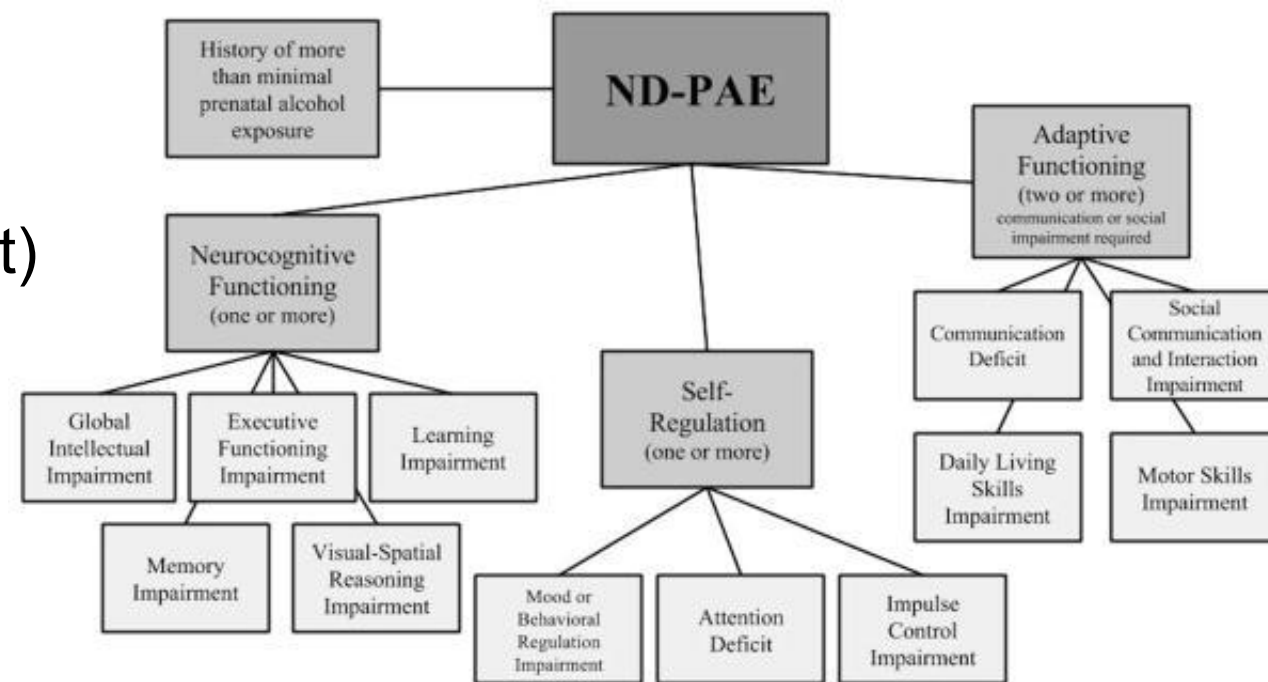 History of more
than minimal
prenatal alcohol
exposure
ND-PAE
Adaptive
Functioning
(two or more)
communication or social
impairment required
t)
Neurocognitive
Functioning
(one or more)
Communication
Deficit
Social
Communication
and Interaction
Impairment
Self-
Regulation
(one or more)
Global
Intellectual
Impairment
Executive
Functioning
Impairment
Learning
Impairment
Daily Living
Skills
Impairment
Motor Skills
Impairment
Memory
Impairment
Visual-Spatial
Reasoning
Impairment
Mood or
Behavioral
Regulation
Impairment
Attention
Deficit
Impulse
Control
Impairment